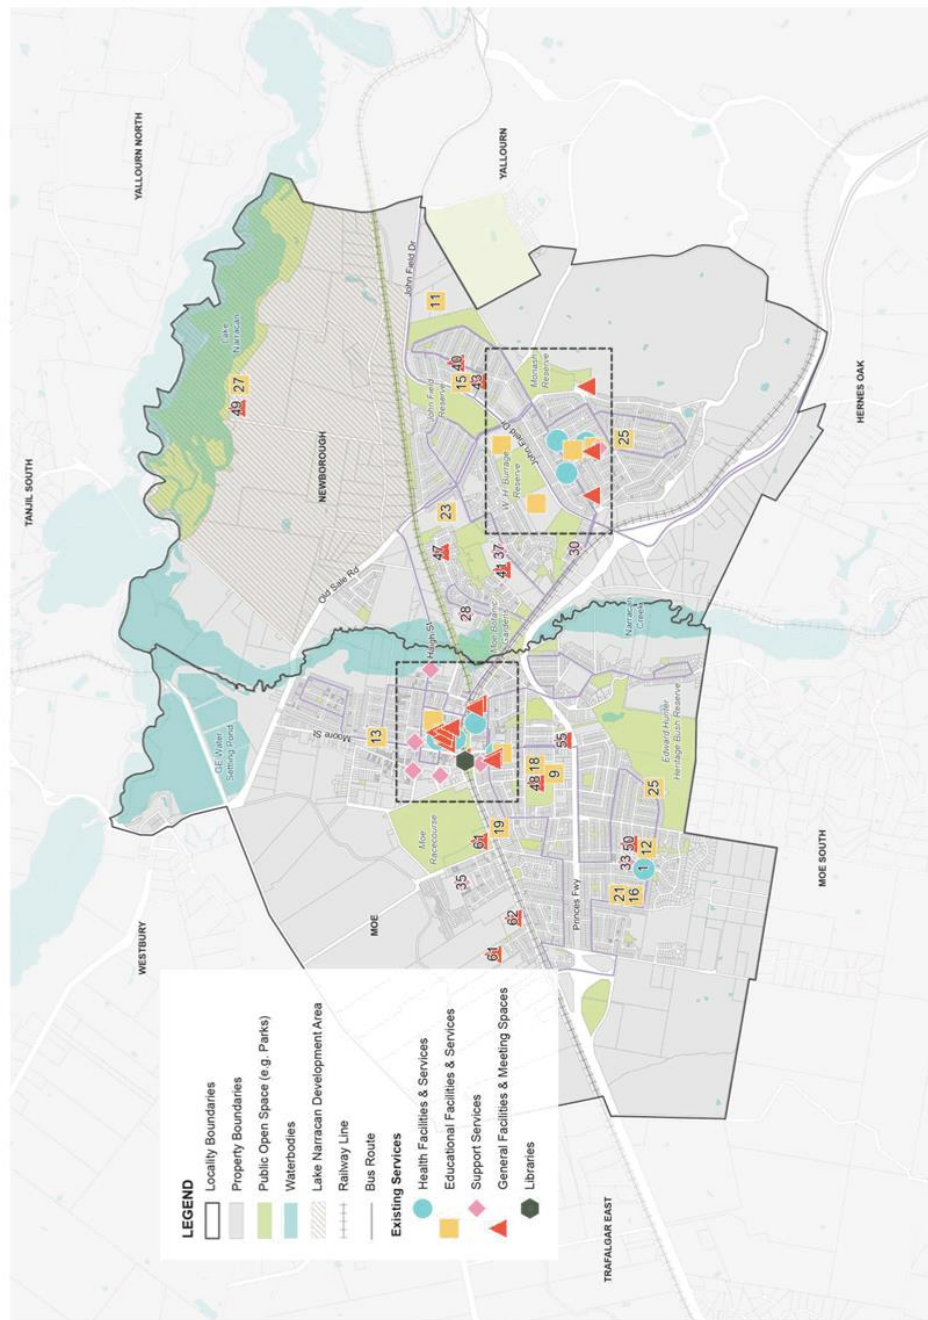 LEGEND
Locality Boundaries
Property Boundaries
Public Open Space (e.g. Parks)
Waterbodies
Lake Narracan Development Area
Railway Line
Bus Route
Existing Services
Health Facilities & Services
Educational Facilities & Services
Support Services
General Facilities & Meeting Spaces
Libraries
TANJIL SOUTH
YALLOURN NORTH
WESTBURY
Lake
Narracan
GE Water
Settling Pond
49
27
NEWBOROUGH
Old Sale Rd
John Field Dr
YALLOURN
MOE
Moore St
13
Haigh St
Moe
Racecourse
35
61
62
61
19
28
47
23
11
15
40
43
John Field
Reserve
John Field Dr
W. H. Burrage
Reserve
Monash
Reserve
37
41
30
25
Moe Botanic
Gardens
48
18
9
55
Princes Fwy
Narracan
Creek
Edward Hunter
Heritage Bush Reserve
25
21
16
33
50
1
12
HERNES OAK
MOE SOUTH
TRAFALGAR EAST